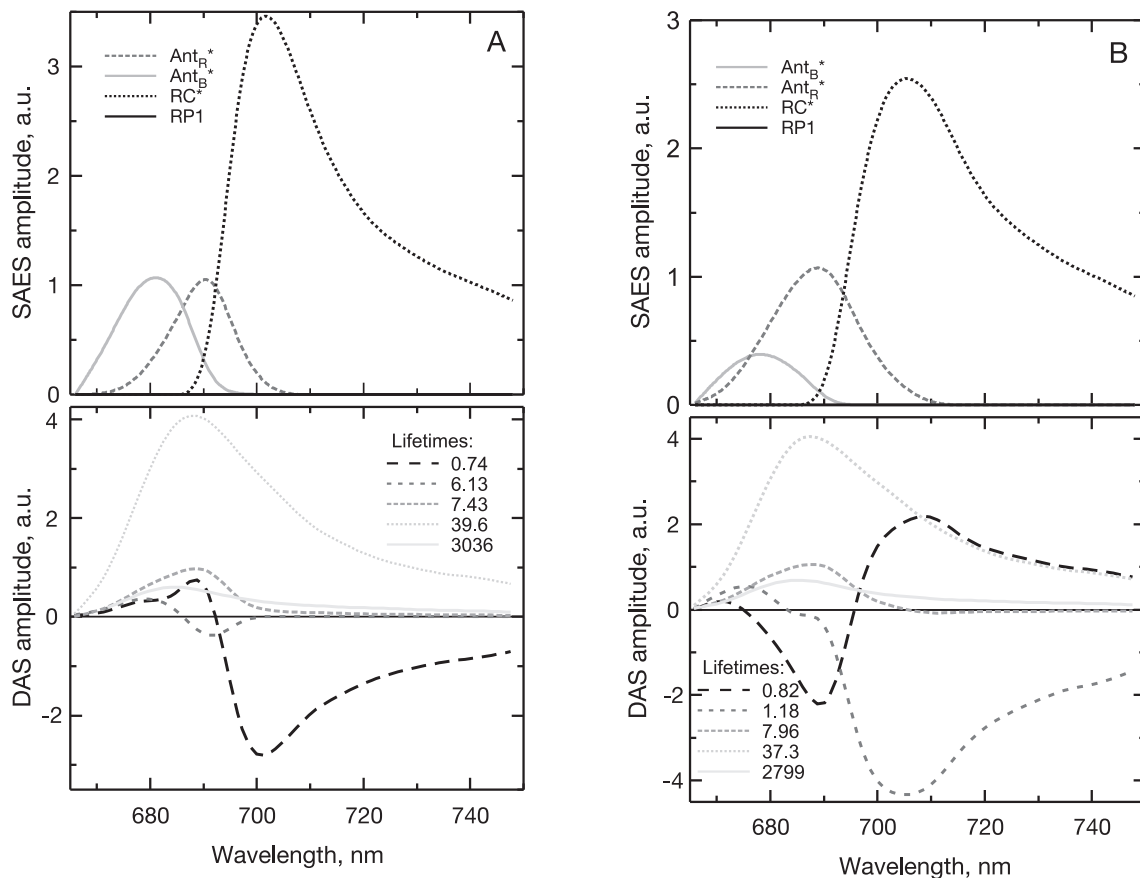 A
Ant_R*
Ant_B*
RC*
RP1
SAES amplitude, a.u.
3
2
1
0
Lifetimes:
0.74
6.13
7.43
39.6
3036
DAS amplitude, a.u.
4
2
0
-2
680
700
720
740
Wavelength, nm
B
Ant_B*
Ant_R*
RC*
RP1
SAES amplitude, a.u.
3
2
1
0
Lifetimes:
0.82
1.18
7.96
37.3
2799
DAS amplitude, a.u.
4
2
0
-2
-4
680
700
720
740
Wavelength, nm